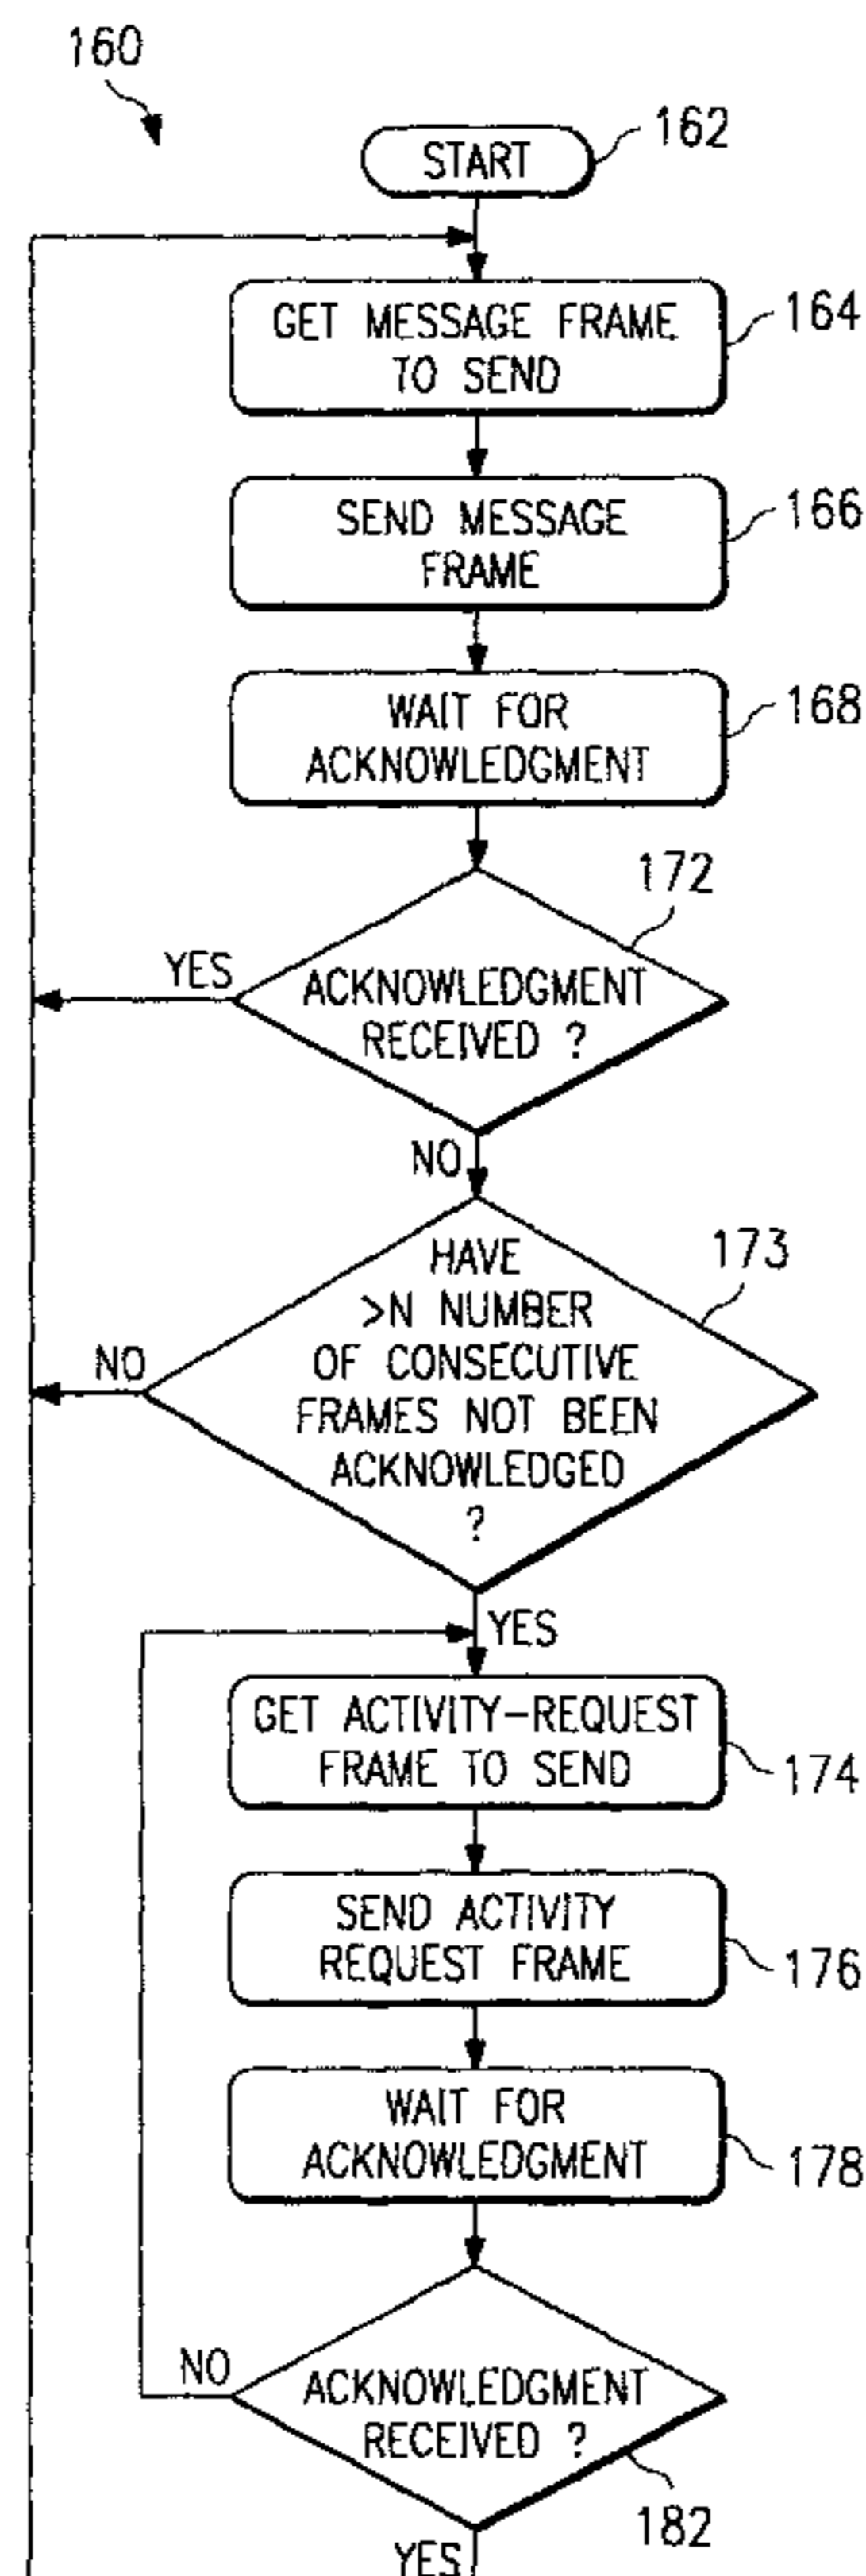 160
START
162
GET MESSAGE FRAME
TO SEND
164
SEND MESSAGE
FRAME
166
WAIT FOR
ACKNOWLEDGMENT
168
172
YES
ACKNOWLEDGMENT
RECEIVED ?
NO
173
HAVE
>N NUMBER
OF CONSECUTIVE
FRAMES NOT BEEN
ACKNOWLEDGED
?
NO
YES
GET ACTIVITY-REQUEST
FRAME TO SEND
174
SEND ACTIVITY
REQUEST FRAME
176
WAIT FOR
ACKNOWLEDGMENT
178
NO
ACKNOWLEDGMENT
RECEIVED ?
182
YES